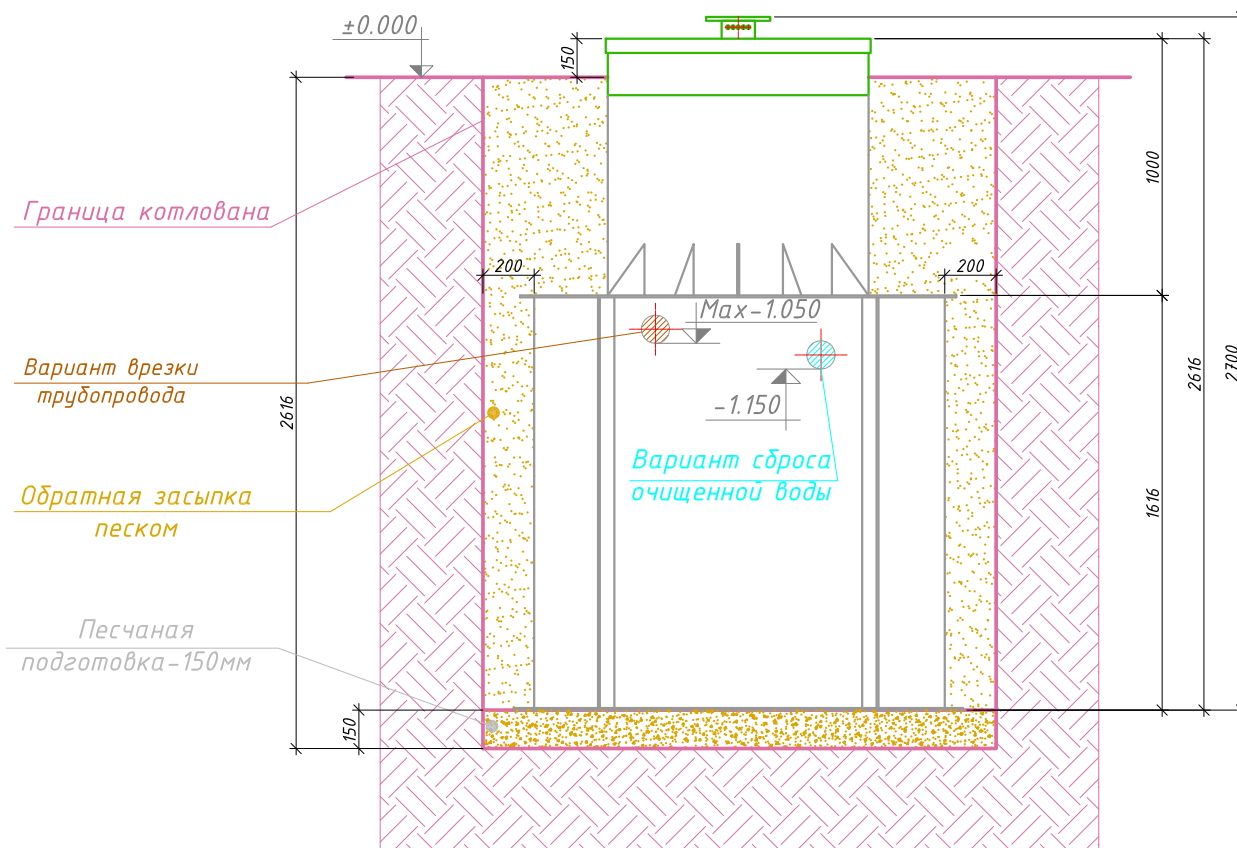 ±0.000
150
2616
1000
Граница котлована
200
200
Max-1.050
Вариант врезки
трубопровода
2616
2700
-1.150
Вариант сброса
очищенной воды
Обратная засыпка
песком
1616
Песчаная
подготовка-150мм
150